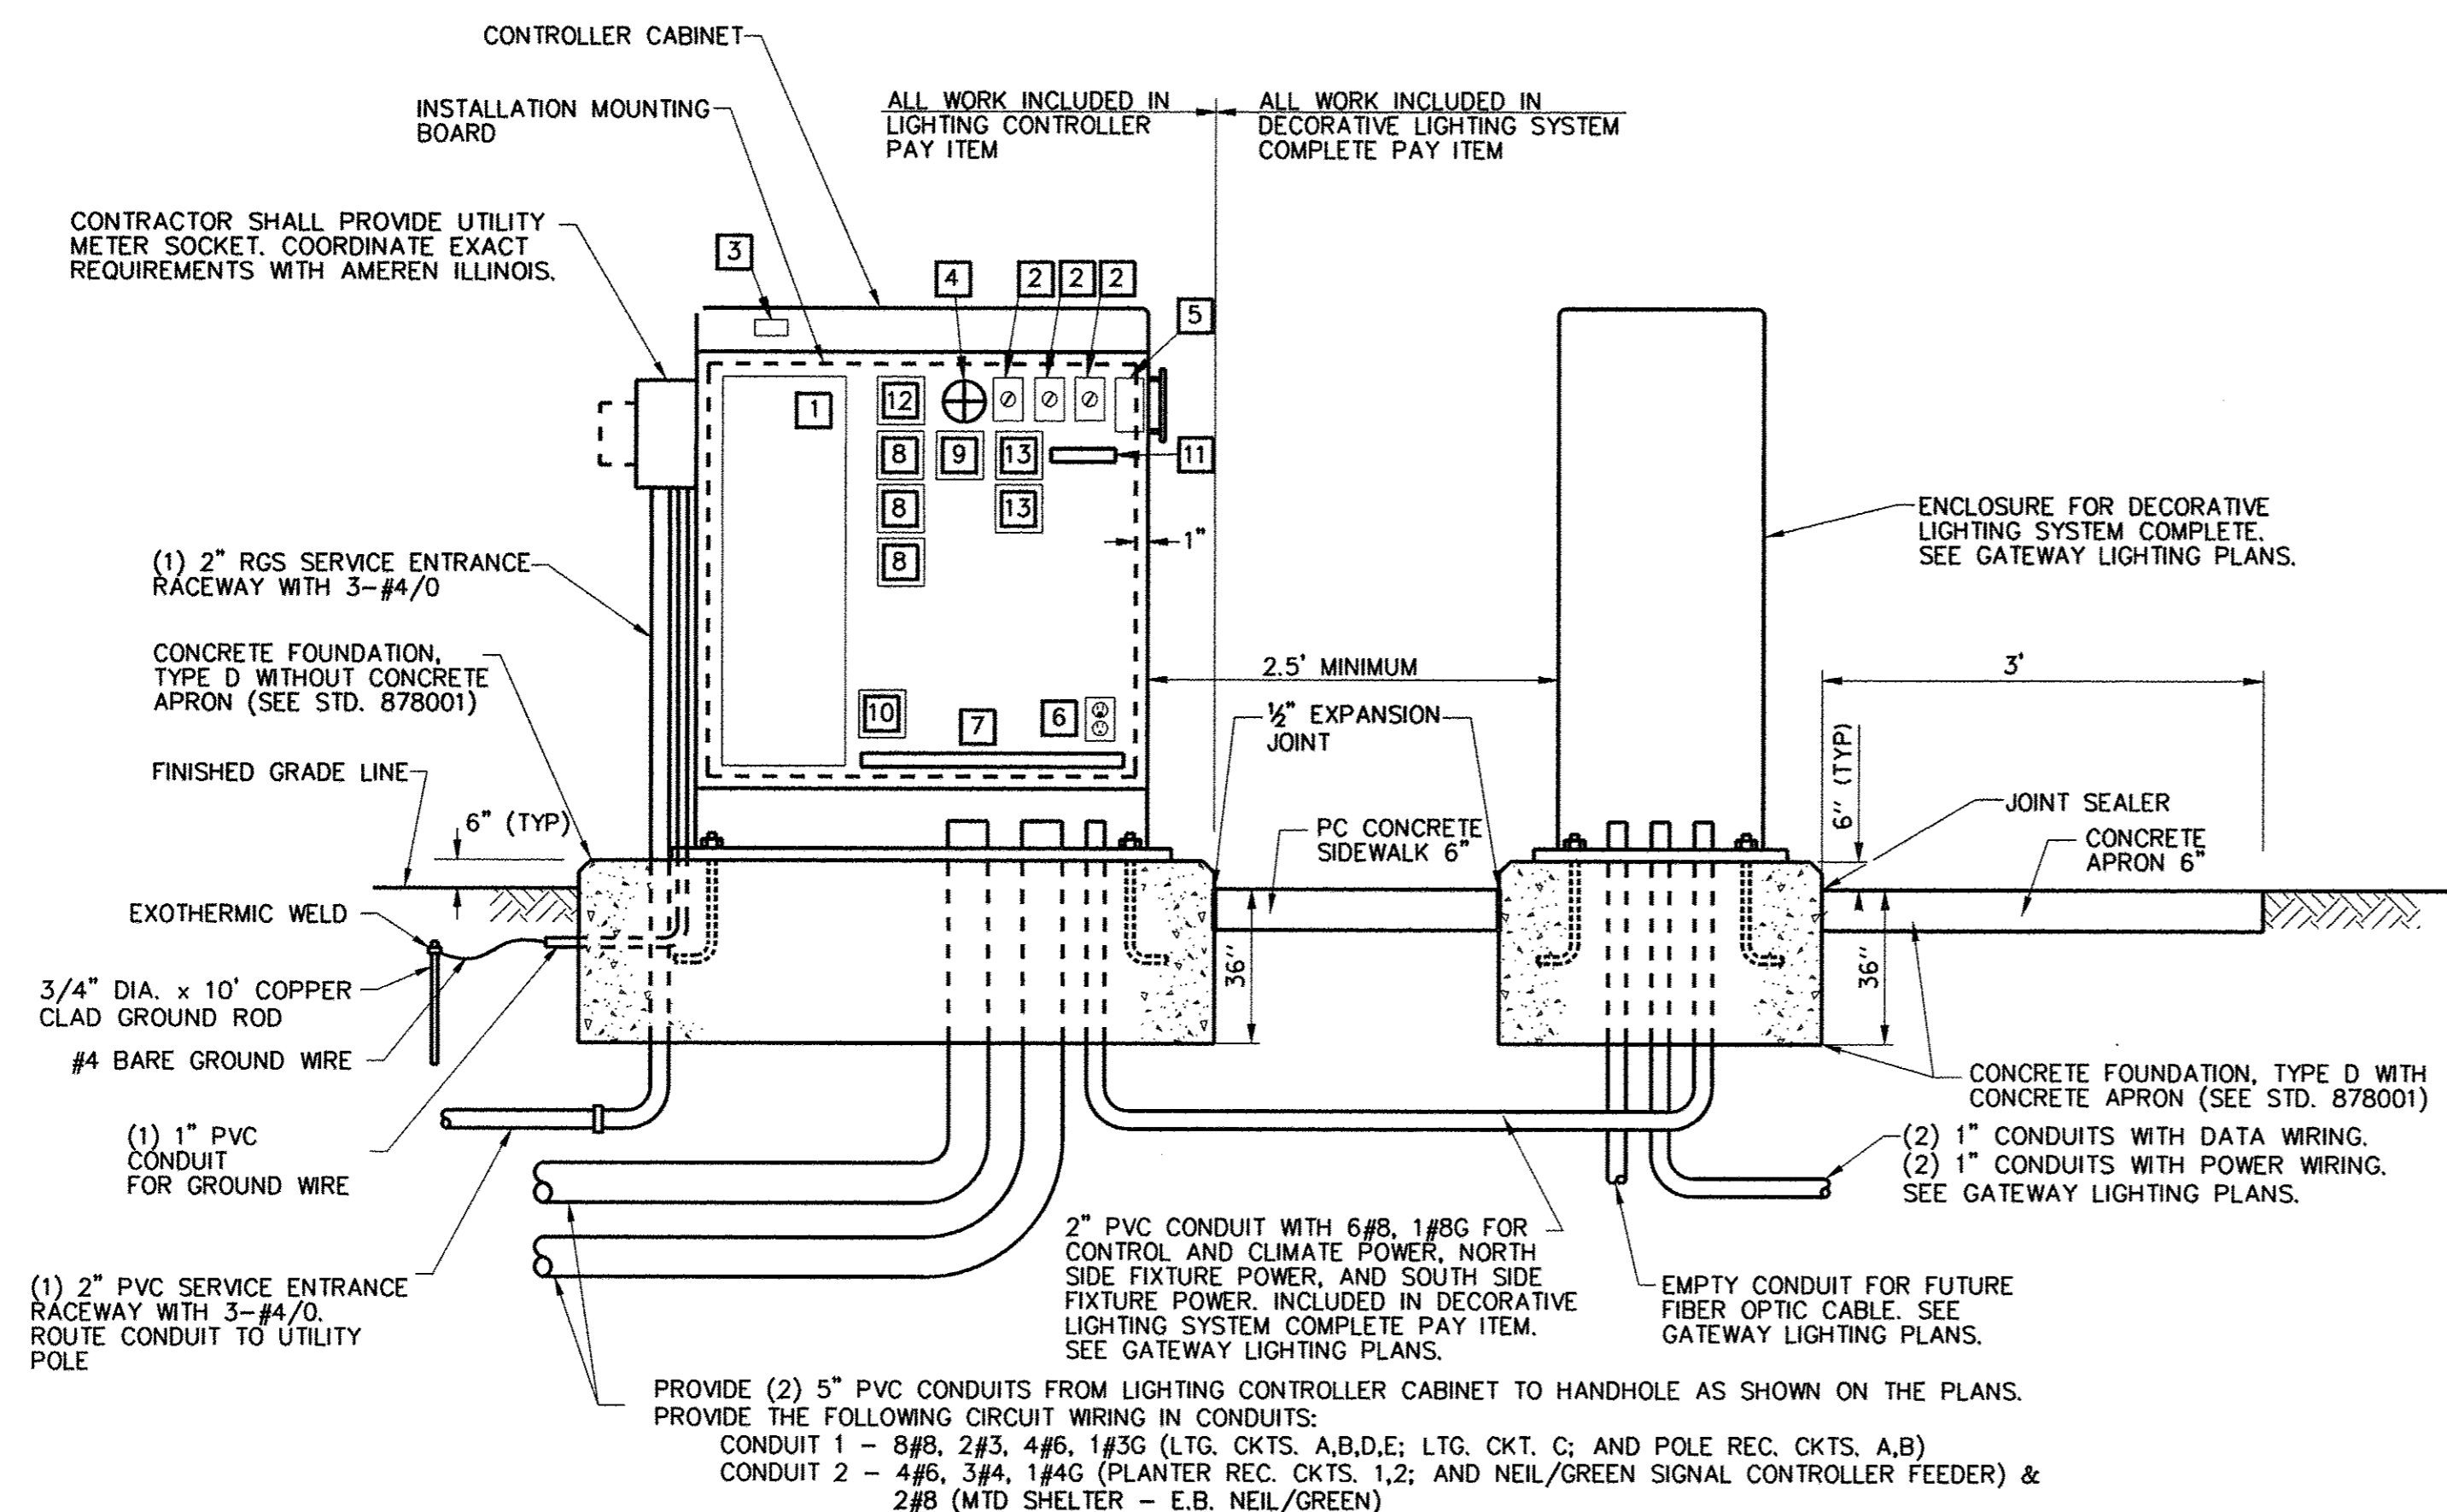 CONTROLLER CABINET
INSTALLATION MOUNTING
BOARD
ALL WORK INCLUDED IN
LIGHTING CONTROLLER
PAY ITEM
ALL WORK INCLUDED IN
DECORATIVE LIGHTING SYSTEM
COMPLETE PAY ITEM
CONTRACTOR SHALL PROVIDE UTILITY
METER SOCKET. COORDINATE EXACT
REQUIREMENTS WITH AMEREN ILLINOIS.
3
4
2
2
2
5
1
12
8
9
13
11
8
13
8
1"
(1) 2" RGS SERVICE ENTRANCE
RACEWAY WITH 3-#4/0
ENCLOSURE FOR DECORATIVE
LIGHTING SYSTEM COMPLETE.
SEE GATEWAY LIGHTING PLANS.
CONCRETE FOUNDATION,
TYPE D WITHOUT CONCRETE
APRON (SEE STD. 878001)
2.5' MINIMUM
3'
10
7
6
½" EXPANSION
JOINT
FINISHED GRADE LINE
6" (TYP)
6" (TYP)
JOINT SEALER
PC CONCRETE
SIDEWALK 6"
CONCRETE
APRON 6"
EXOTHERMIC WELD
36"
36"
3/4" DIA. x 10' COPPER
CLAD GROUND ROD
#4 BARE GROUND WIRE
CONCRETE FOUNDATION, TYPE D WITH
CONCRETE APRON (SEE STD. 878001)
(1) 1" PVC
CONDUIT
FOR GROUND WIRE
(2) 1" CONDUITS WITH DATA WIRING.
(2) 1" CONDUITS WITH POWER WIRING.
SEE GATEWAY LIGHTING PLANS.
2" PVC CONDUIT WITH 6#8, 1#8G FOR
CONTROL AND CLIMATE POWER, NORTH
SIDE FIXTURE POWER, AND SOUTH SIDE
FIXTURE POWER. INCLUDED IN DECORATIVE
LIGHTING SYSTEM COMPLETE PAY ITEM.
SEE GATEWAY LIGHTING PLANS.
(1) 2" PVC SERVICE ENTRANCE
RACEWAY WITH 3-#4/0.
ROUTE CONDUIT TO UTILITY
POLE
EMPTY CONDUIT FOR FUTURE
FIBER OPTIC CABLE. SEE
GATEWAY LIGHTING PLANS.
PROVIDE (2) 5" PVC CONDUITS FROM LIGHTING CONTROLLER CABINET TO HANDHOLE AS SHOWN ON THE PLANS.
PROVIDE THE FOLLOWING CIRCUIT WIRING IN CONDUITS:
CONDUIT 1 - 8#8, 2#3, 4#6, 1#3G (LTG. CKTS. A,B,D,E; LTG. CKT. C; AND POLE REC. CKTS. A,B)
CONDUIT 2 - 4#6, 3#4, 1#4G (PLANTER REC. CKTS. 1,2; AND NEIL/GREEN SIGNAL CONTROLLER FEEDER) &
2#8 (MTD SHELTER - E.B. NEIL/GREEN)